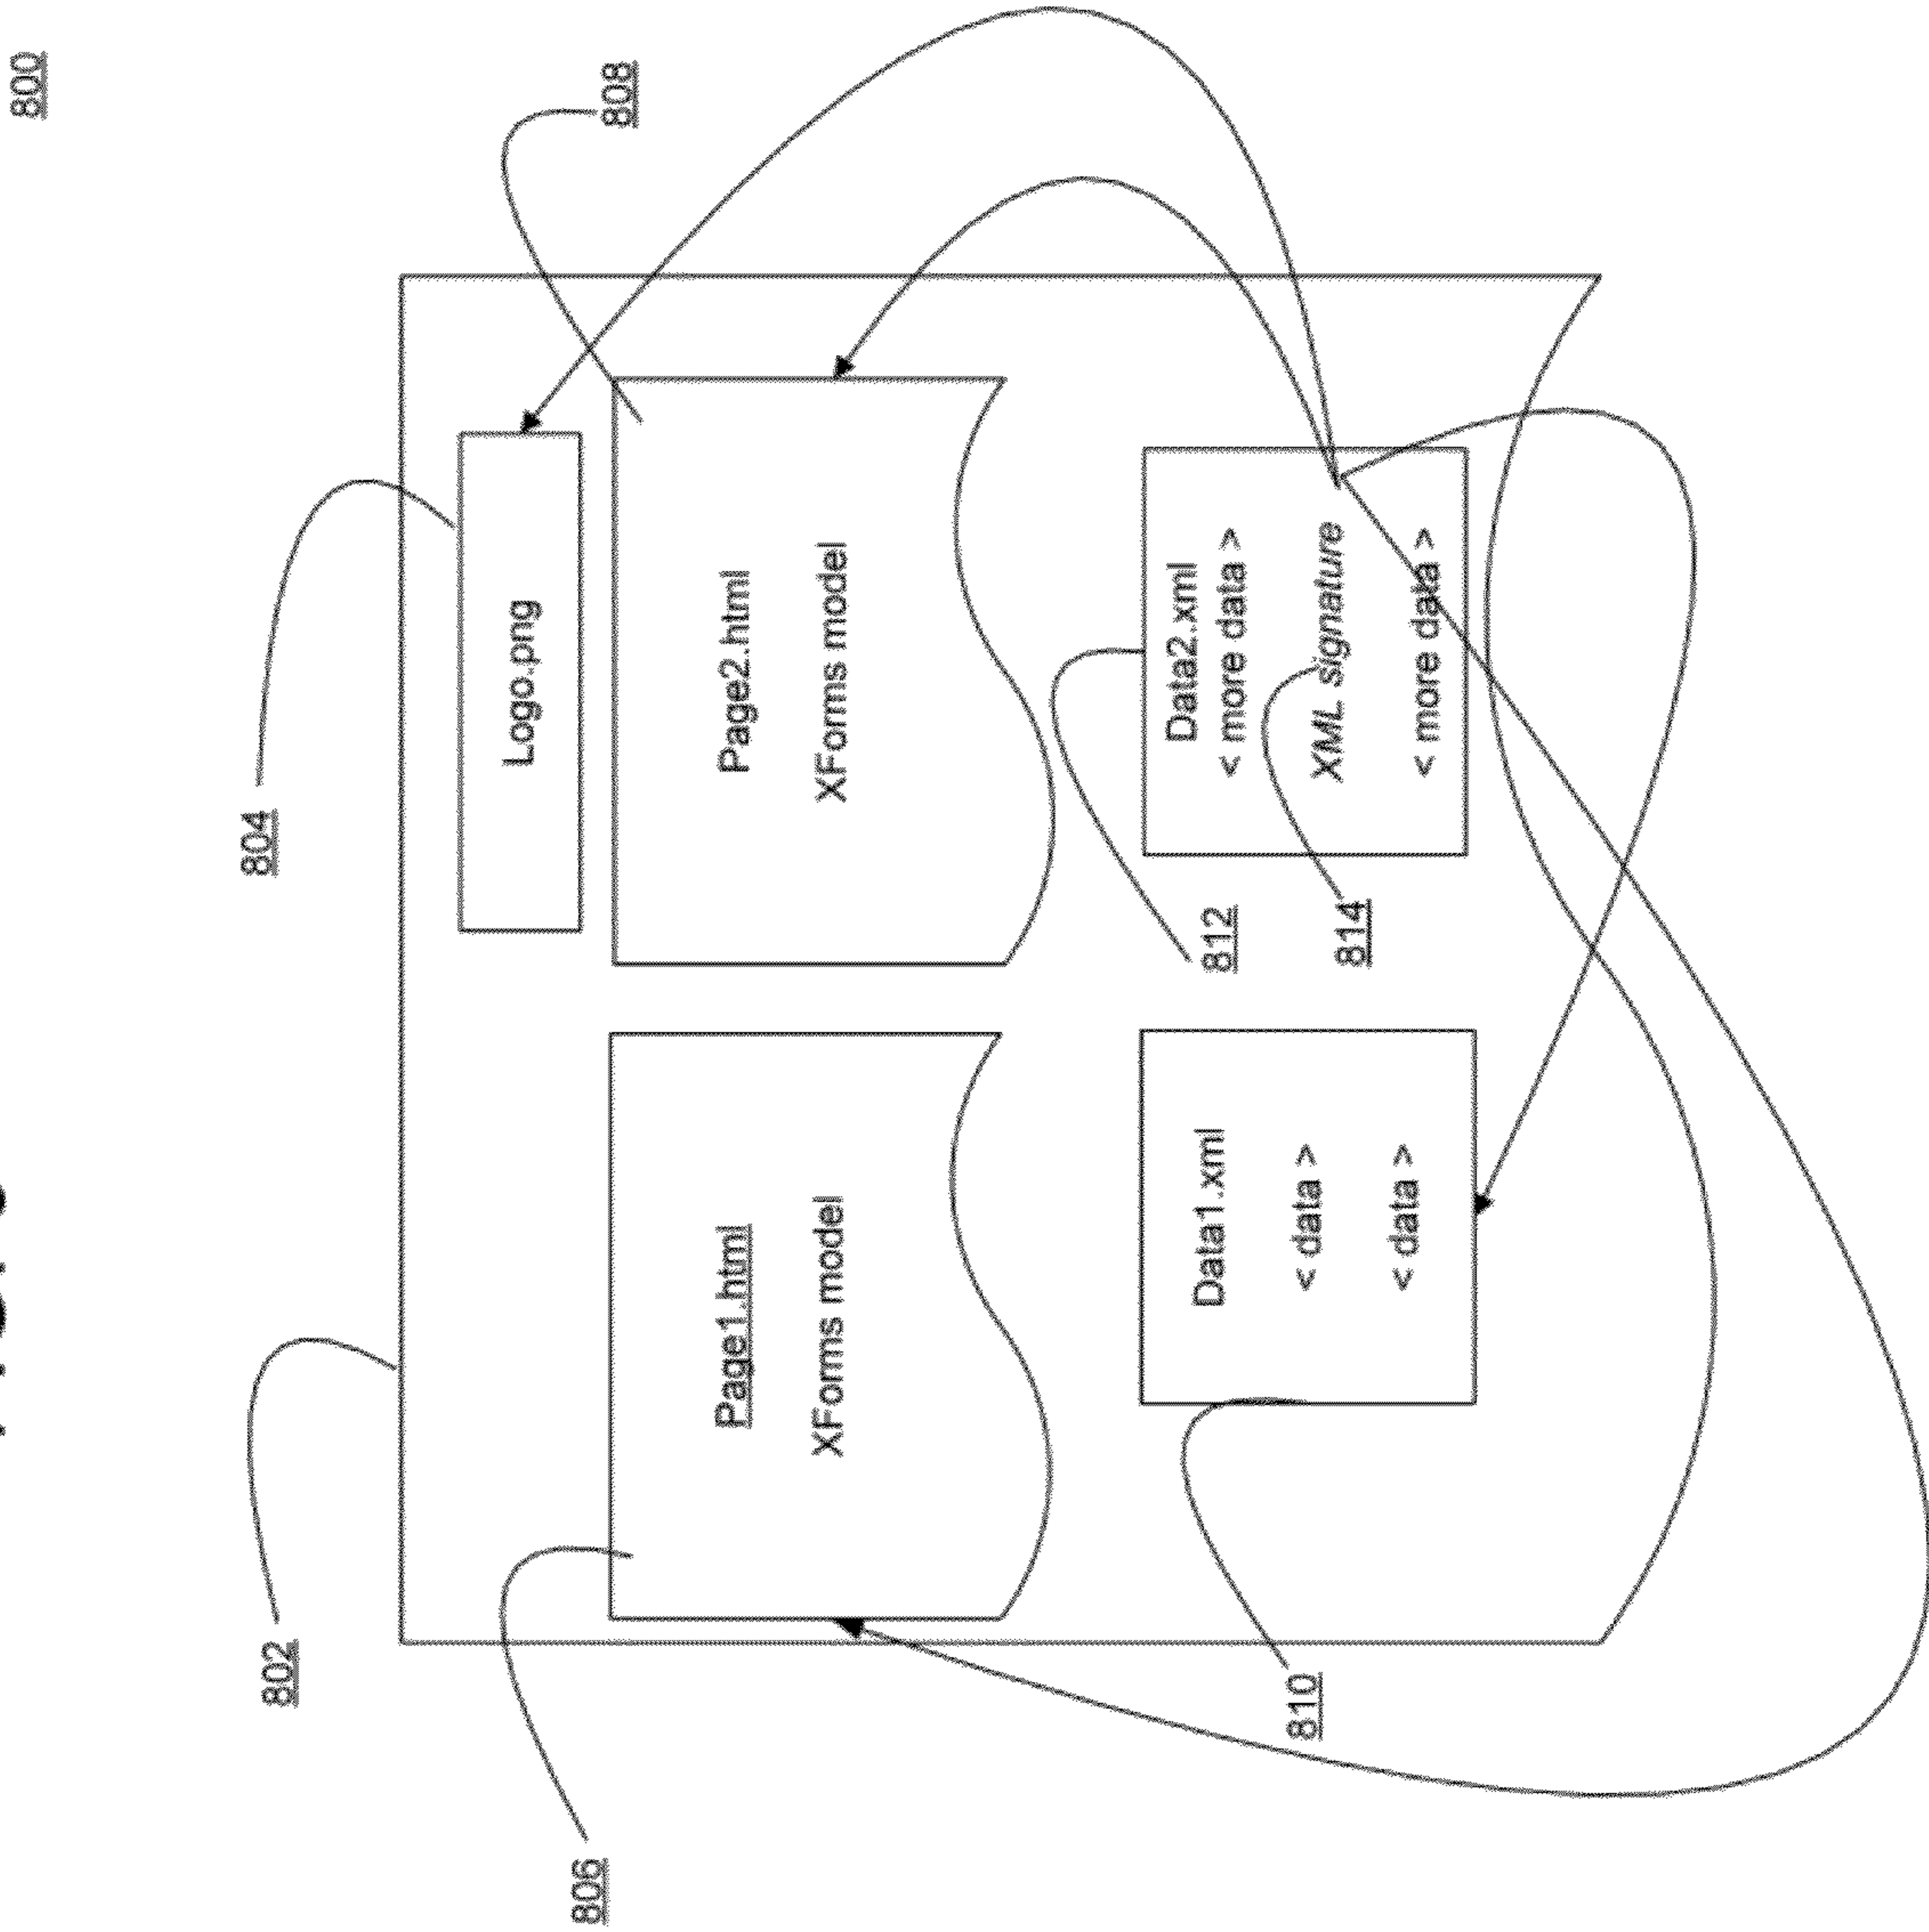 800
802
804
Logo.png
806
808
Page1.html
XForms model
Page2.html
XForms model
810
Data1.xml
< data >
< data >
812
Data2.xml
< more data >
814
XML signature
< more data >